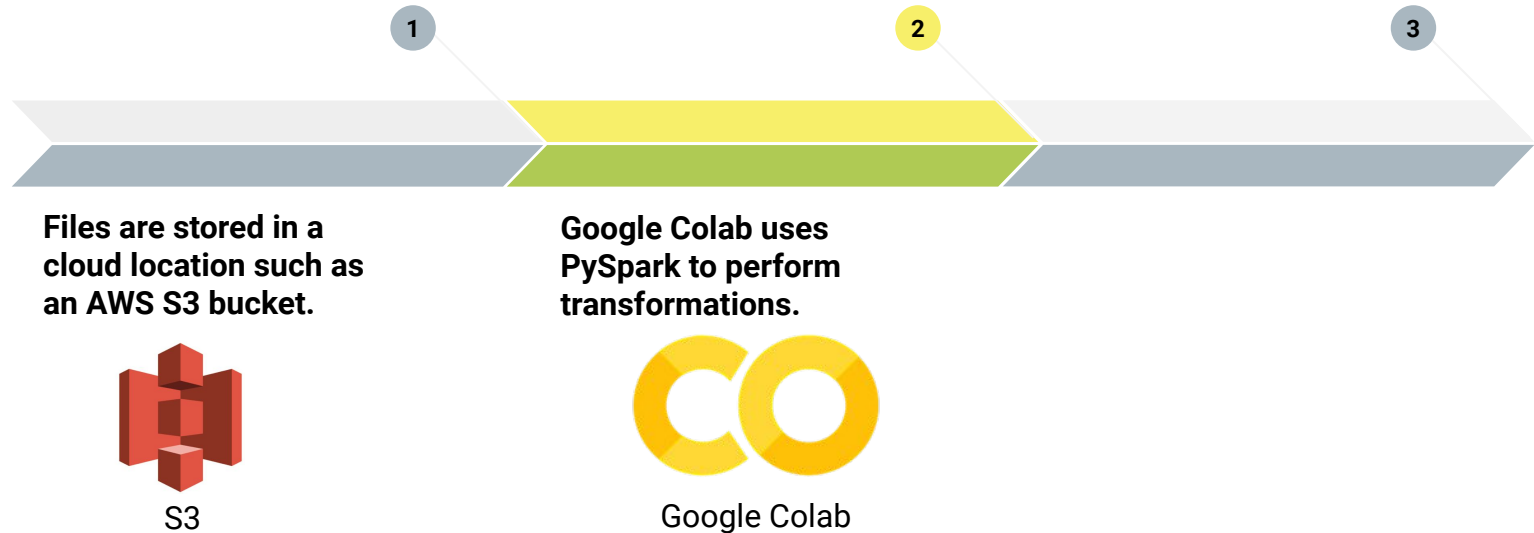 1
2
3
Files are stored in a
cloud location such as
an AWS S3 bucket.
Google Colab uses
PySpark to perform
transformations.
S3
Google Colab